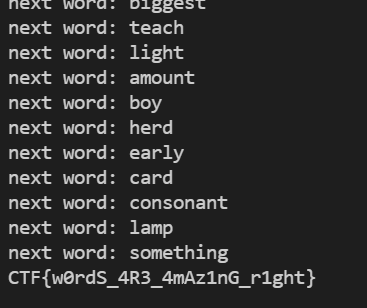 next word: biggest
next word: teach
next word: light
next word: amount
next word: boy
next word: herd
next word: early
next word: card
next word: consonant
next word: lamp
next word: something
CTF{w0rdS_4R3_4mAz1nG_r1ght}